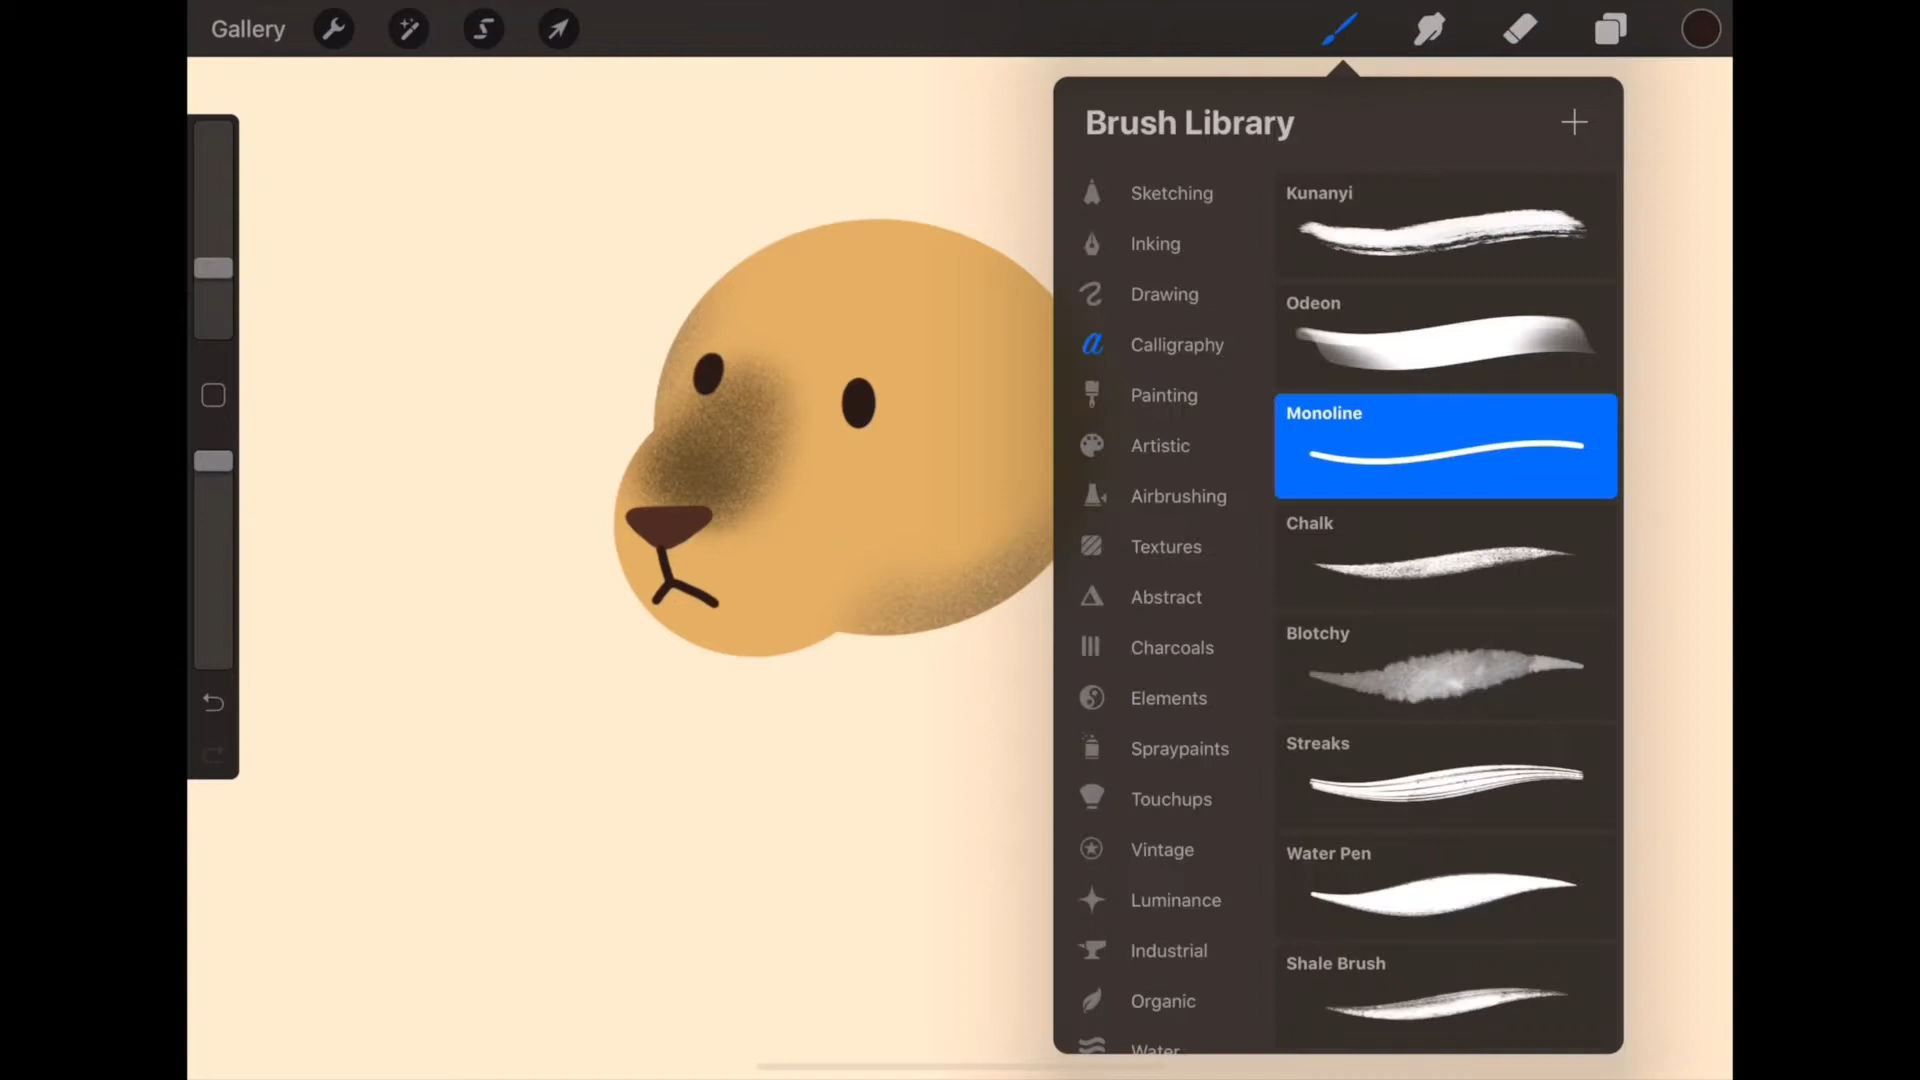 Gallery
Brush Library
Sketching
Inking
Drawing
Calligraphy
Painting
Artistic
Airbrushing
Textures
Abstract
Charcoals
Elements
Spraypaints
Touchups
Vintage
Luminance
Industrial
Organic
Water
Kunanyi
Odeon
Monoline
Chalk
Blotchy
Streaks
Water Pen
Shale Brush